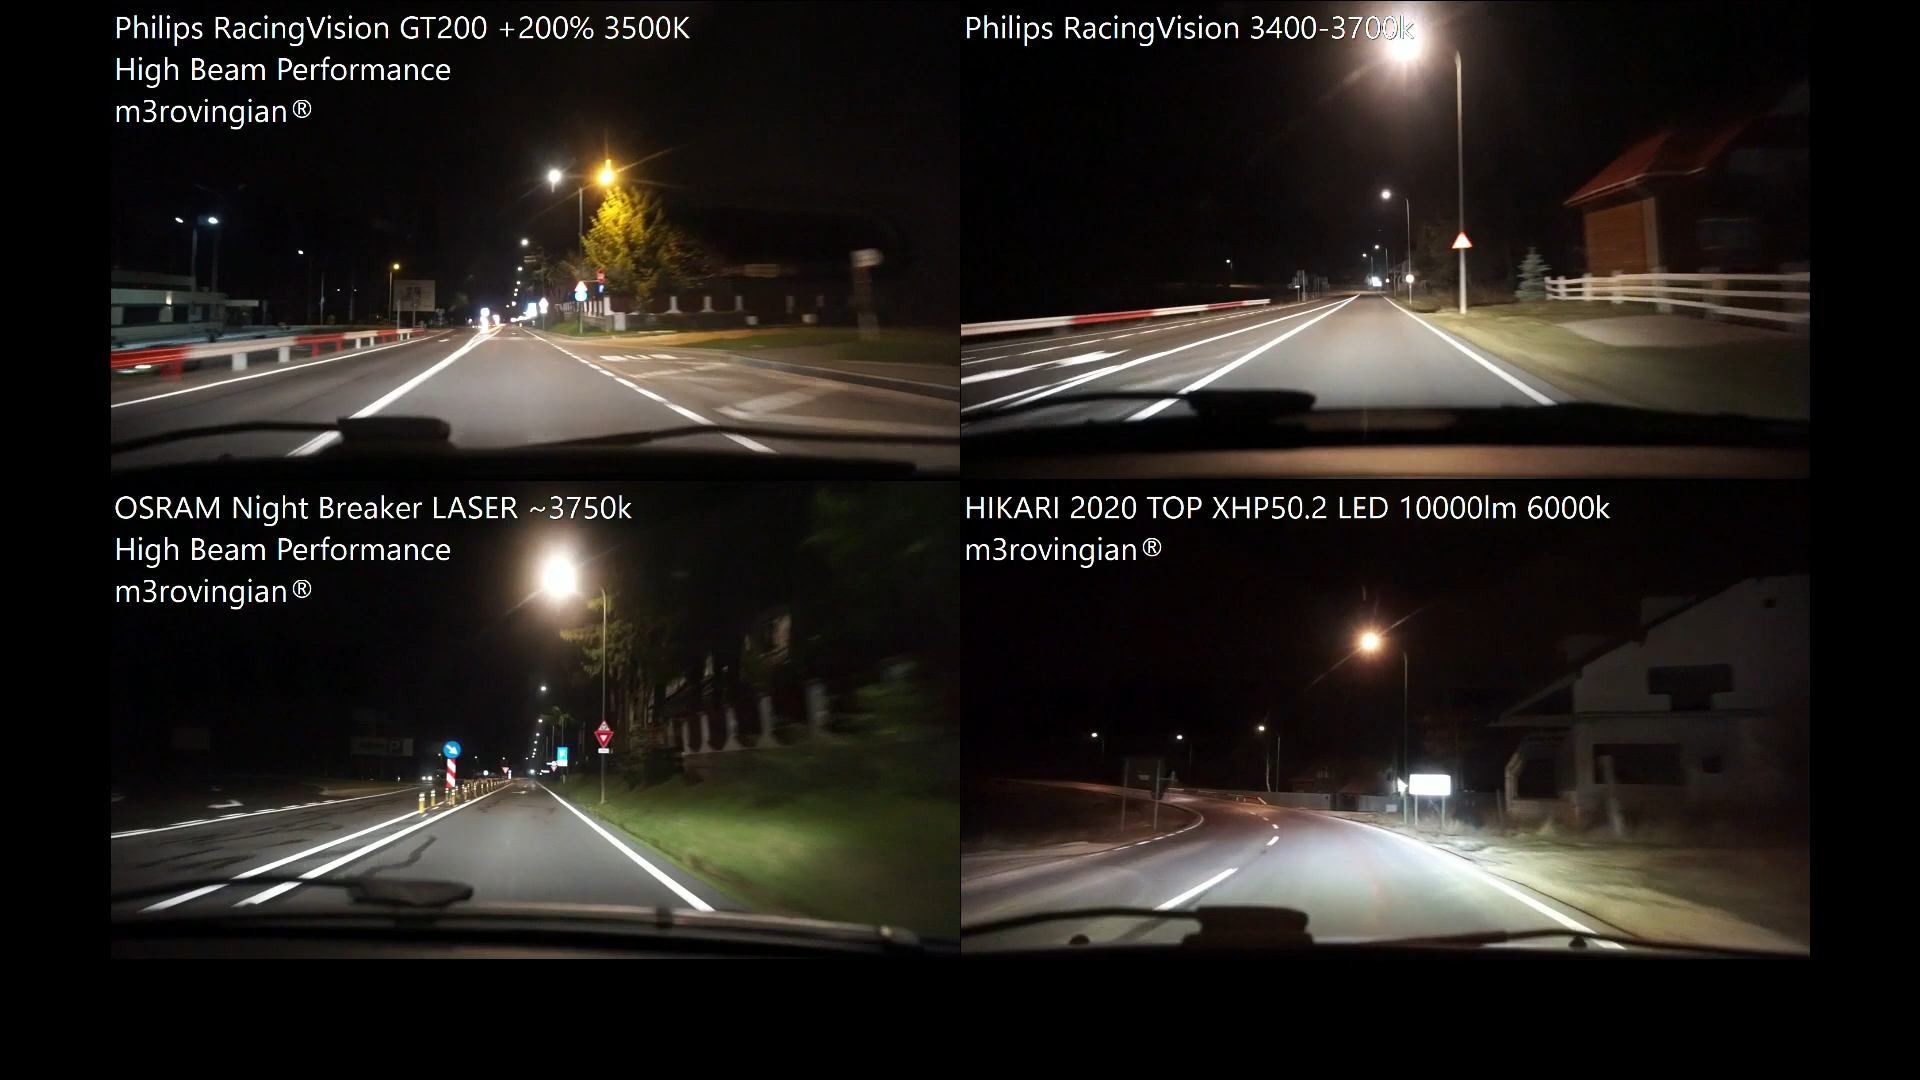 Philips RacingVision GT200 +200% 3500K
High Beam Performance
m3rovingian®
Philips RacingVision 3400-3700k
OSRAM Night Breaker LASER ~3750k
High Beam Performance
m3rovingian®
HIKARI 2020 TOP XHP50.2 LED 10000lm 6000k
m3rovingian®